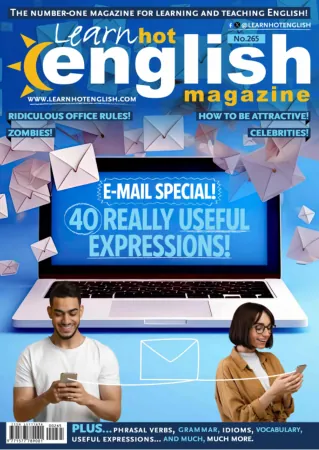 The number-one magazine for learning and teaching English!
@LEARNHOTENGLISH
Learn hot
No.265
english
magazine
WWW.LEARNHOTENGLISH.COM
RIDICULOUS OFFICE RULES!
HOW TO BE ATTRACTIVE!
ZOMBIES!
CELEBRITIES!
E-MAIL SPECIAL!
40 REALLY USEFUL
EXPRESSIONS!
PLUS... PHRASAL VERBS, GRAMMAR, IDIOMS, VOCABULARY,
USEFUL EXPRESSIONS... AND MUCH, MUCH MORE.